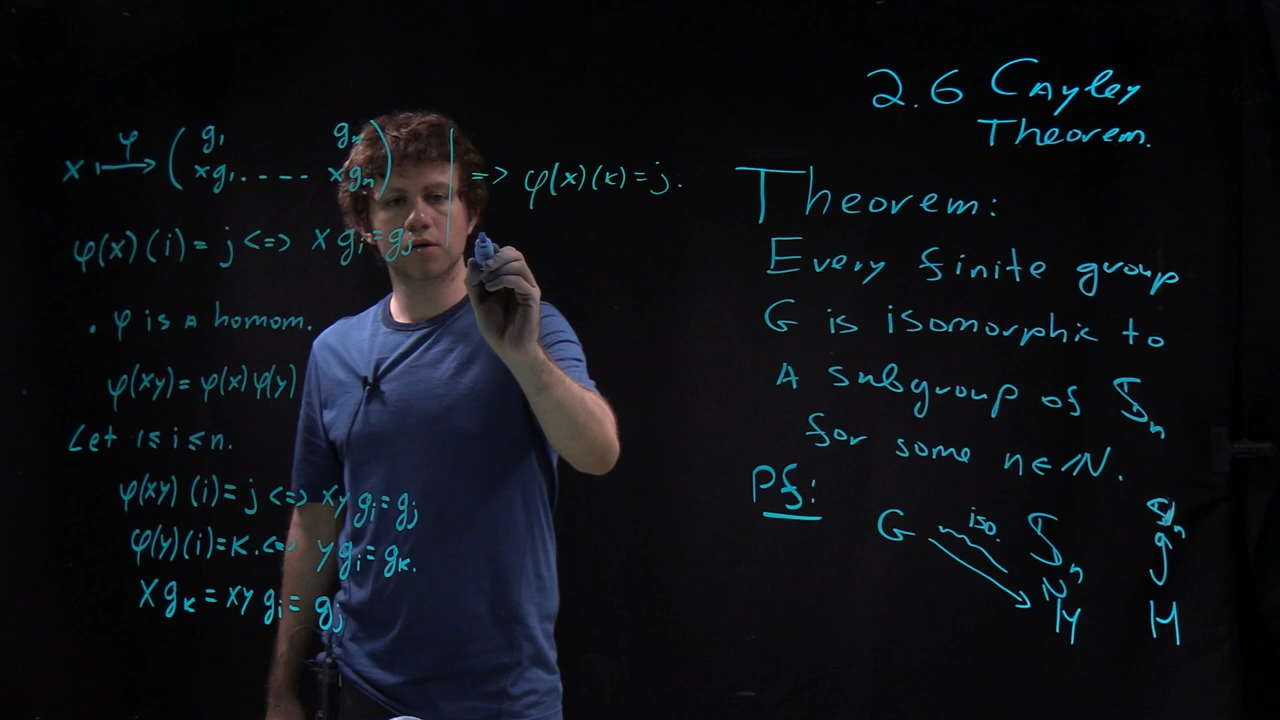 x ↦φ ( g₁ gₙ
xg₁ . . . . . xgₙ )
φ(x)(i) = j <=> x gᵢ = gⱼ.
. φ is a homom.
φ(xy) = φ(x) φ(y)
Let 1 ≤ i ≤ n.
φ(xy)(i) = j <=> xy gᵢ = gⱼ
φ(y)(i) = k. <=> y gᵢ = gₖ.
x gₖ = xy gᵢ = gⱼ
=> φ(x)(k) = j.
2.6 Cayley
Theorem.
Theorem:
Every finite group
G is isomorphic to
A subgroup of Sₙ
for some n ∈ N.
Pf:
G iso. Sₙ
H H